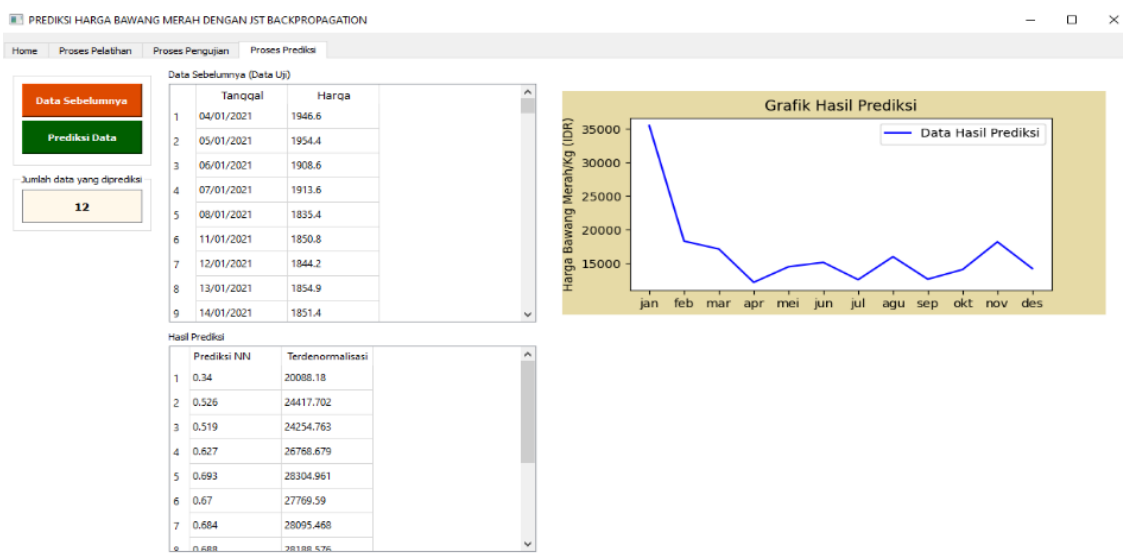 PREDIKSI HARGA BAWANG MERAH DENGAN JST BACKPROPAGATION
Home Proses Pelatihan Proses Pengujian Proses Prediksi
Data Sebelumnya
Prediksi Data
Jumlah data yang diprediksi
12
Data Sebelumnya (Data Uji)
Tanggal Harga
1 04/01/2021 1946.6
2 05/01/2021 1954.4
3 06/01/2021 1908.6
4 07/01/2021 1913.6
5 08/01/2021 1835.4
6 11/01/2021 1850.8
7 12/01/2021 1844.2
8 13/01/2021 1854.9
9 14/01/2021 1851.4
Hasil Prediksi
Prediksi NN Terdenormalisasi
1 0.34 20088.18
2 0.526 24417.702
3 0.519 24254.763
4 0.627 26768.679
5 0.693 28304.961
6 0.67 27769.59
7 0.684 28095.468
8 0.688 28188.576
Grafik Hasil Prediksi
Data Hasil Prediksi
Harga Bawang Merah/Kg (IDR)
35000
30000
25000
20000
15000
jan feb mar apr mei jun jul agu sep okt nov des